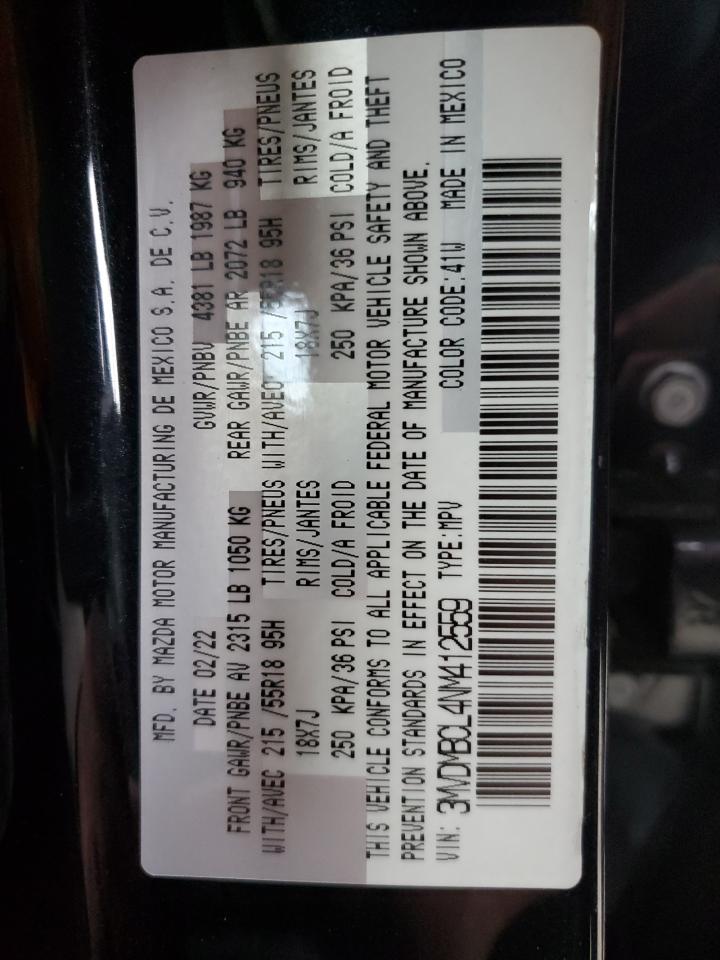 MFD. BY MAZDA MOTOR MANUFACTURING DE MEXICO S.A. DE C.V.
DATE 02/22 GVWR/PNBV 4381 LB 1987 KG
FRONT GAWR/PNBE AV 2315 LB 1050 KG REAR GAWR/PNBE AR 2072 LB 940 KG
WITH/AVEC 215 /55R18 95H TIRES/PNEUS WITH/AVEC 215 /55R18 95H TIRES/PNEUS
18X7J RIMS/JANTES 18X7J RIMS/JANTES
250 KPA/36 PSI COLD/A FROID 250 KPA/36 PSI COLD/A FROID
THIS VEHICLE CONFORMS TO ALL APPLICABLE FEDERAL MOTOR VEHICLE SAFETY AND THEFT
PREVENTION STANDARDS IN EFFECT ON THE DATE OF MANUFACTURE SHOWN ABOVE.
VIN: 3MVDMBCL4NM412559 TYPE:MPV COLOR CODE:41W MADE IN MEXICO